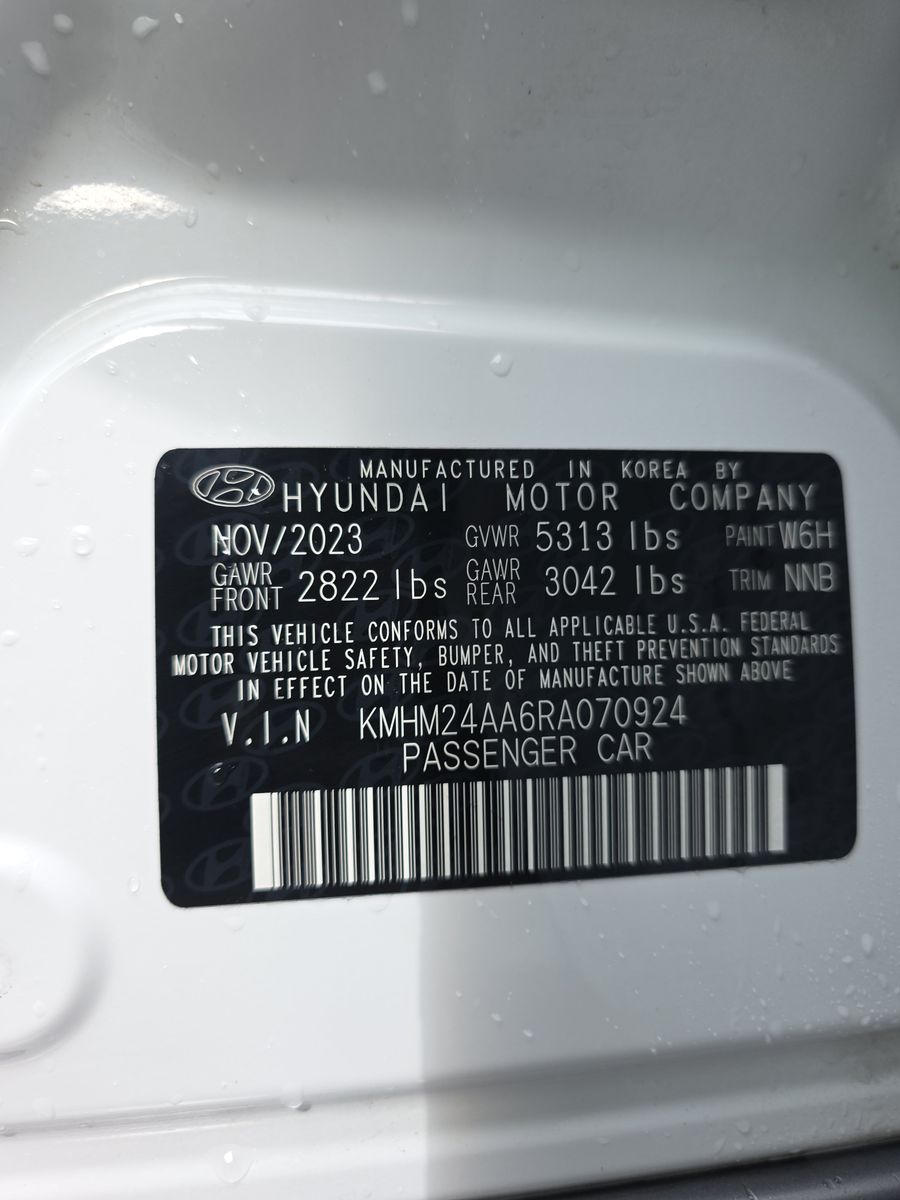 MANUFACTURED IN KOREA BY
HYUNDAI MOTOR COMPANY
NOV/2023 GVWR 5313 lbs PAINT W6H
GAWR FRONT 2822 lbs GAWR REAR 3042 lbs TRIM NNB
THIS VEHICLE CONFORMS TO ALL APPLICABLE U.S.A. FEDERAL
MOTOR VEHICLE SAFETY, BUMPER, AND THEFT PREVENTION STANDARDS
IN EFFECT ON THE DATE OF MANUFACTURE SHOWN ABOVE
V.I.N KMHM24AA6RA070924
PASSENGER CAR